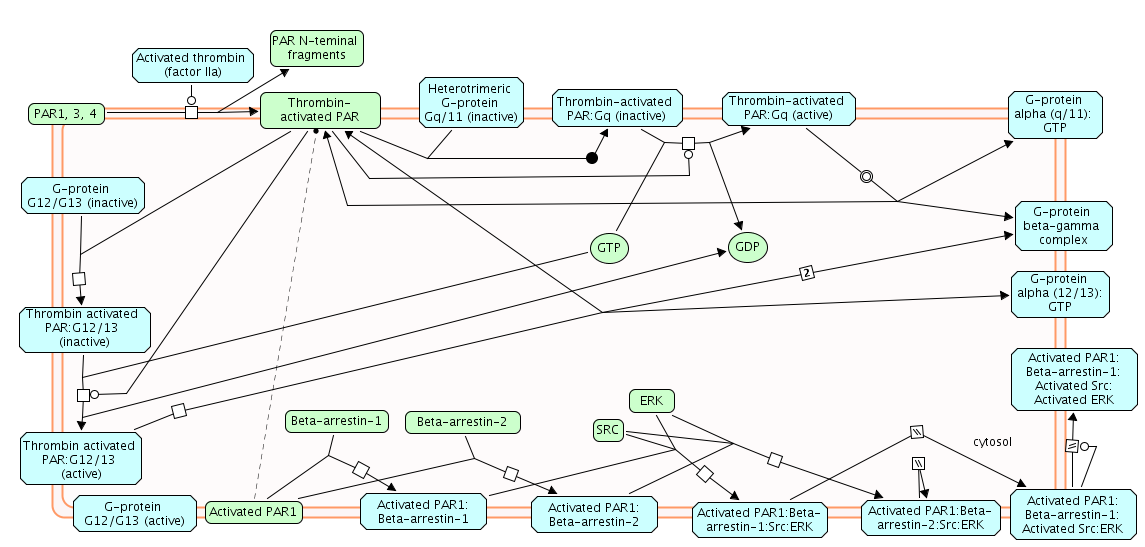 PAR N-teminal
fragments
Activated thrombin
(factor IIa)
PAR1, 3, 4
Thrombin-
activated PAR
Heterotrimeric
G-protein
Gq/11 (inactive)
Thrombin-activated
PAR:Gq (inactive)
Thrombin-activated
PAR:Gq (active)
G-protein
alpha (q/11):
GTP
G-protein
G12/G13 (inactive)
G-protein
beta-gamma
complex
GTP
GDP
2
G-protein
alpha (12/13):
GTP
Thrombin activated
PAR:G12/13
(inactive)
Activated PAR1:
Beta-arrestin-1:
Activated Src:
Activated ERK
ERK
SRC
Beta-arrestin-1
Beta-arrestin-2
cytosol
Thrombin activated
PAR:G12/13
(active)
G-protein
G12/G13 (active)
Activated PAR1
Activated PAR1:
Beta-arrestin-1
Activated PAR1:
Beta-arrestin-2
Activated PAR1:Beta-
arrestin-1:Src:ERK
Activated PAR1:Beta-
arrestin-2:Src:ERK
Activated PAR1:
Beta-arrestin-1:
Activated Src:ERK